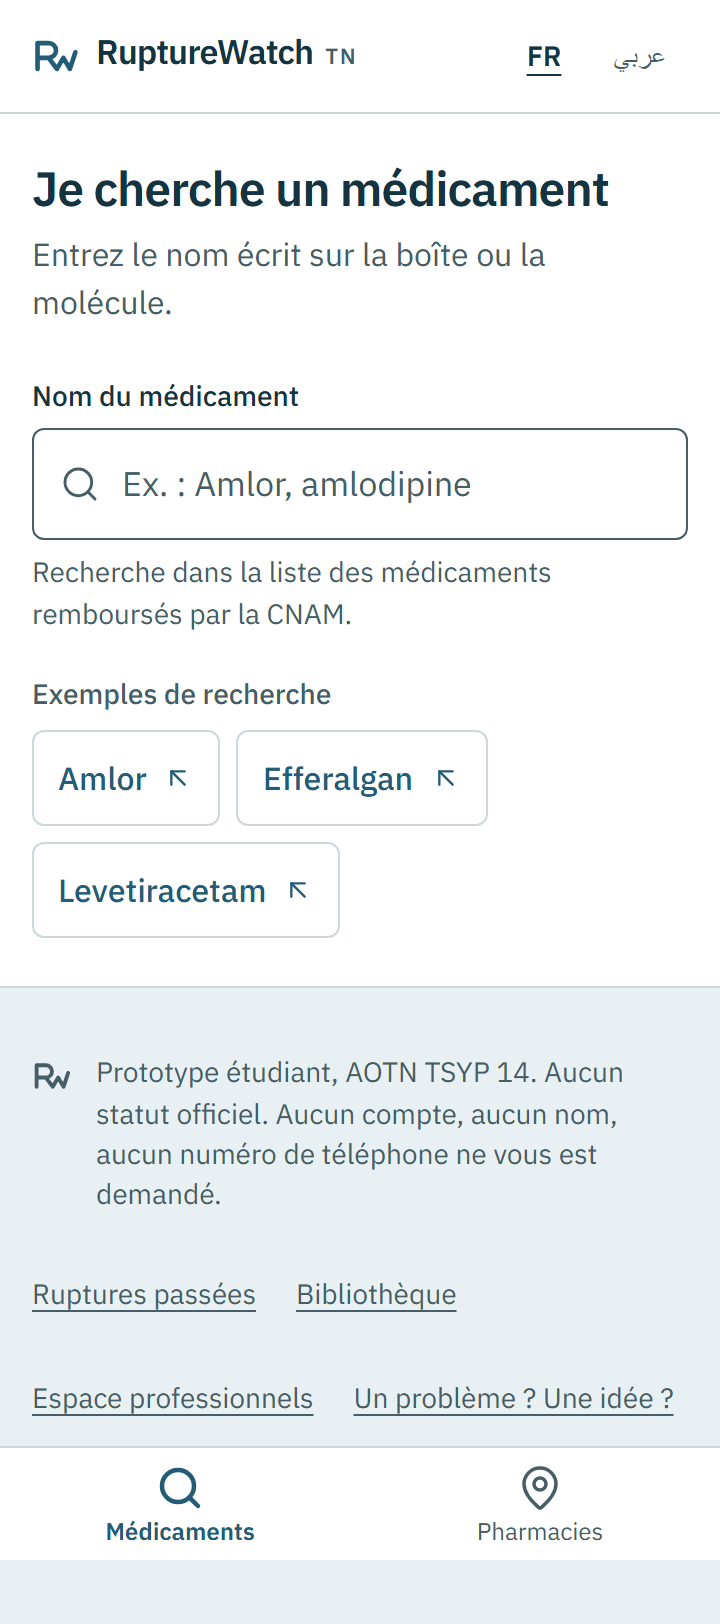 RW RuptureWatch TN FR عربي
Je cherche un médicament
Entrez le nom écrit sur la boîte ou la
molécule.
Nom du médicament
Ex. : Amlor, amlodipine
Recherche dans la liste des médicaments
remboursés par la CNAM.
Exemples de recherche
Amlor Efferalgan
Levetiracetam
RW Prototype étudiant, AOTN TSYP 14. Aucun
statut officiel. Aucun compte, aucun nom,
aucun numéro de téléphone ne vous est
demandé.
Ruptures passées Bibliothèque
Espace professionnels Un problème ? Une idée ?
Médicaments Pharmacies